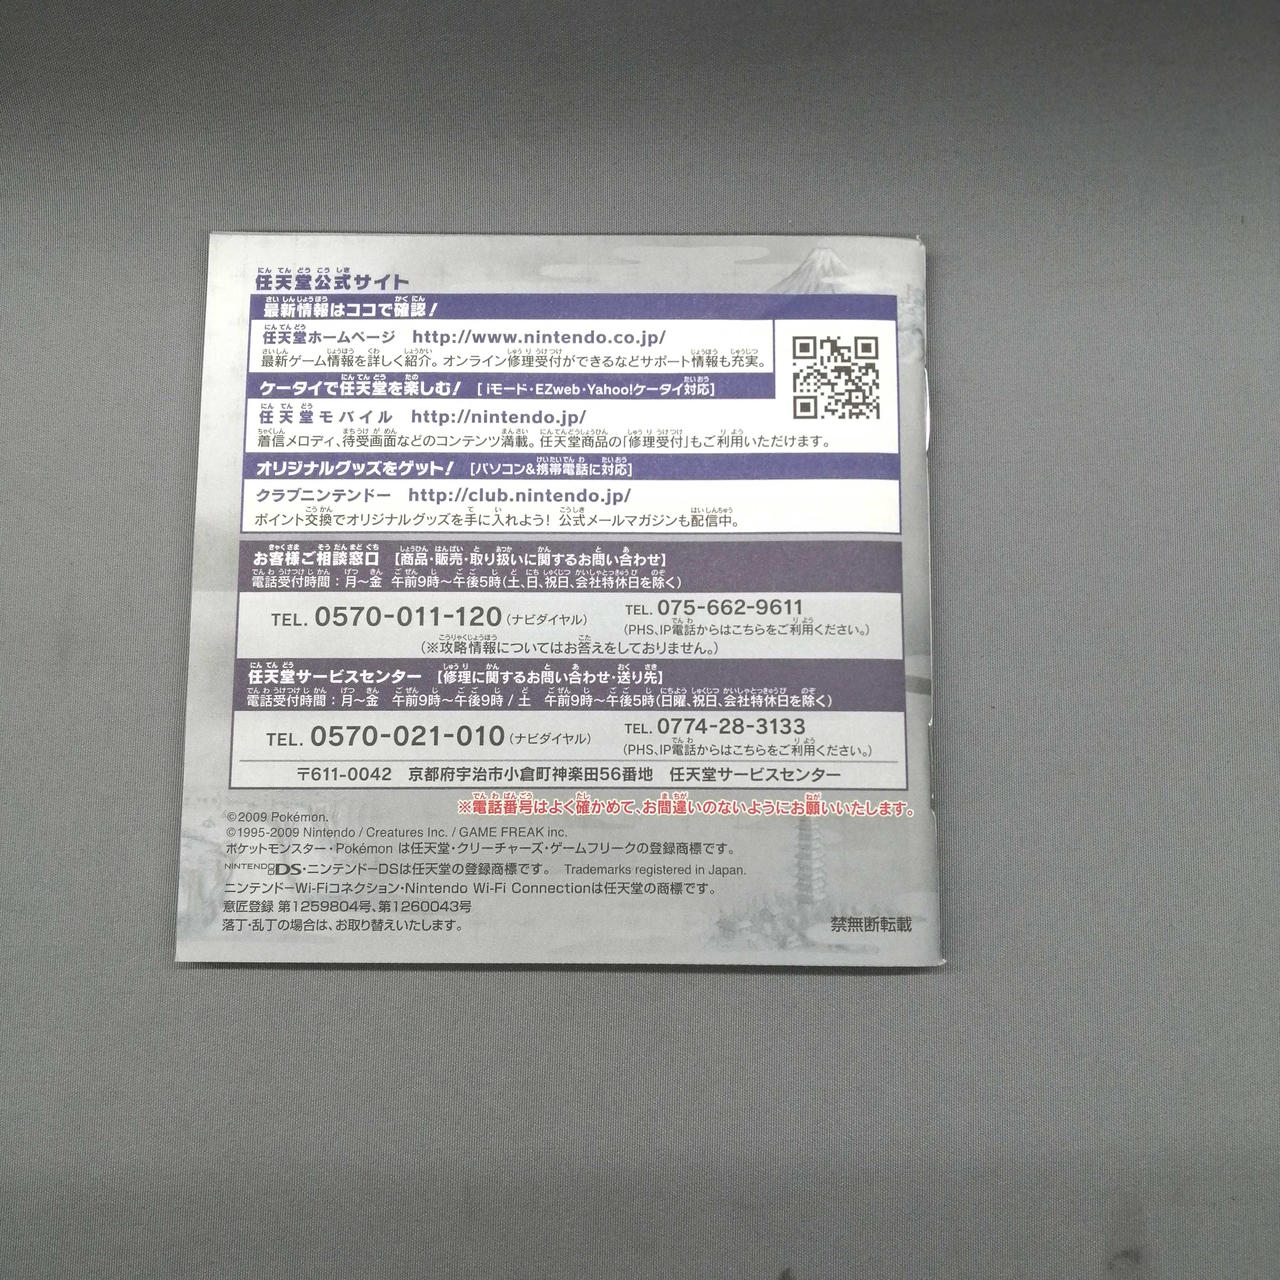 任天堂公式サイト
最新情報はココで確認!
任天堂ホームページ http://www.nintendo.co.jp/
最新ゲーム情報を詳しく紹介。オンライン修理受付ができるなどサポート情報も充実。
ケータイで任天堂を楽しむ! [iモード・EZweb・Yahoo!ケータイ対応]
任天堂モバイル http://nintendo.jp/
着信メロディ、待受画面などのコンテンツ満載。任天堂商品の「修理受付」もご利用いただけます。
オリジナルグッズをゲット! [パソコン&携帯電話に対応]
クラブニンテンドー http://club.nintendo.jp/
ポイント交換でオリジナルグッズを手に入れよう! 公式メールマガジンも配信中。
お客様ご相談窓口 【商品・販売・取り扱いに関するお問い合わせ】
電話受付時間:月~金 午前9時~午後5時(土、日、祝日、会社特休日を除く)
TEL. 0570-011-120(ナビダイヤル) TEL. 075-662-9611
(PHS、IP電話からはこちらをご利用ください。)
(※攻略情報についてはお答えをしておりません。)
任天堂サービスセンター 【修理に関するお問い合わせ・送り先】
電話受付時間:月~金 午前9時~午後9時/土 午前9時~午後5時(日曜、祝日、会社特休日を除く)
TEL. 0570-021-010(ナビダイヤル) TEL. 0774-28-3133
(PHS、IP電話からはこちらをご利用ください。)
〒611-0042 京都府宇治市小倉町神楽田56番地 任天堂サービスセンター
※電話番号はよく確かめて、お間違いのないようにお願いいたします。
©2009 Pokémon.
©1995-2009 Nintendo / Creatures Inc. / GAME FREAK inc.
ポケットモンスター・Pokémon は任天堂・クリーチャーズ・ゲームフリークの登録商標です。
NINTENDO DS・ニンテンドーDSは任天堂の登録商標です。 Trademarks registered in Japan.
ニンテンドーWi-Fiコネクション・Nintendo Wi-Fi Connectionは任天堂の商標です。
意匠登録 第1259804号、第1260043号
落丁・乱丁の場合は、お取り替えいたします。
禁無断転載